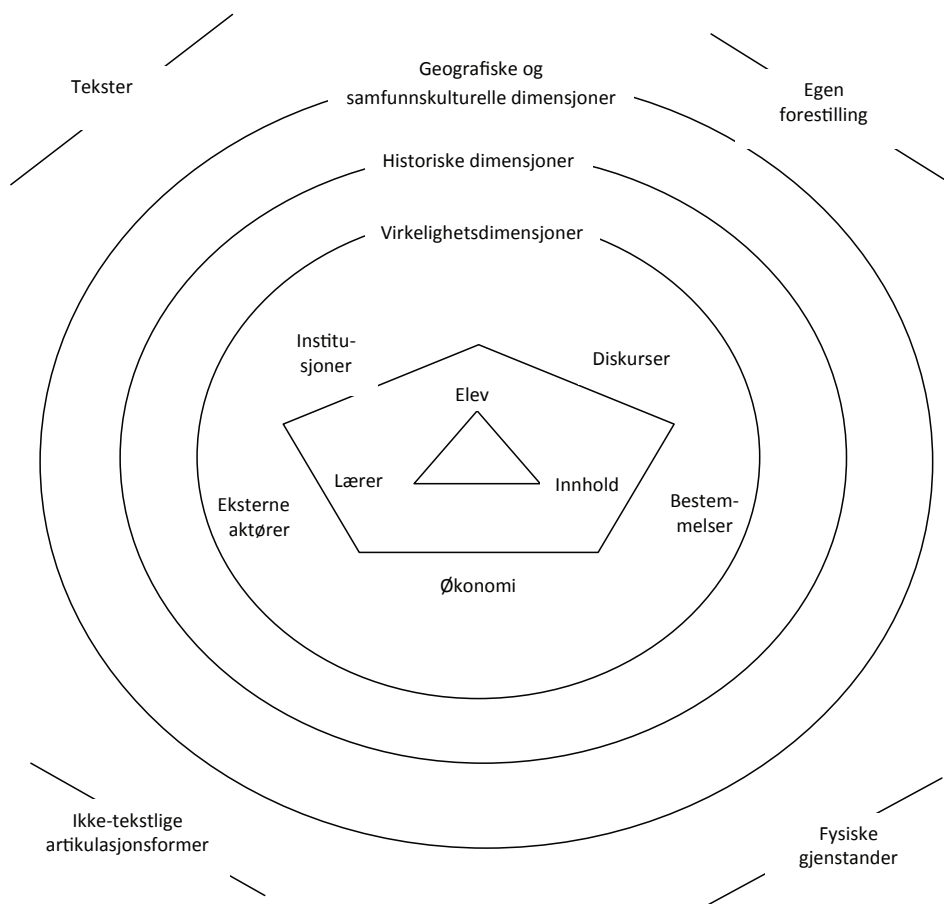 Tekster
Geografiske og
samfunnskulturelle dimensjoner
Egen
forestilling
Historiske dimensjoner
Virkelighetsdimensjoner
Institu-
sjoner
Diskurser
Elev
Lærer
Innhold
Eksterne
aktører
Bestem-
melser
Økonomi
Ikke-tekstlige
artikulasjonsformer
Fysiske
gjenstander